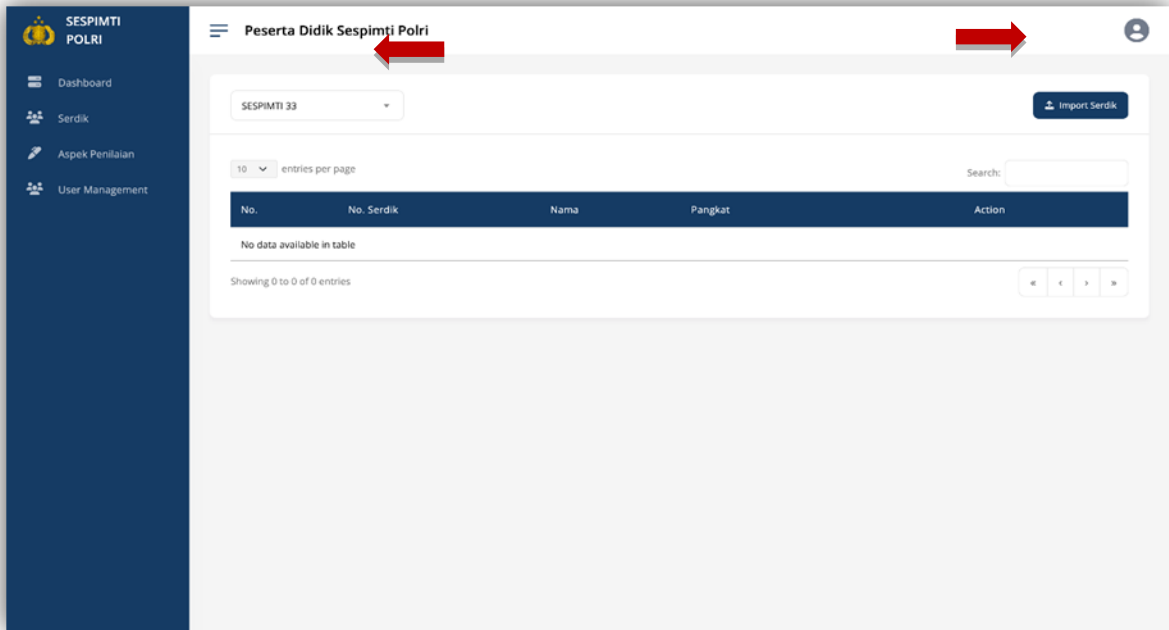 SESPIMTI
POLRI
Peserta Didik Sespimti Polri
Dashboard
Serdik
Aspek Penilaian
User Management
SESPIMTI 33
Import Serdik
10 entries per page
Search:
No. No. Serdik Nama Pangkat Action
No data available in table
Showing 0 to 0 of 0 entries
« ‹ › »